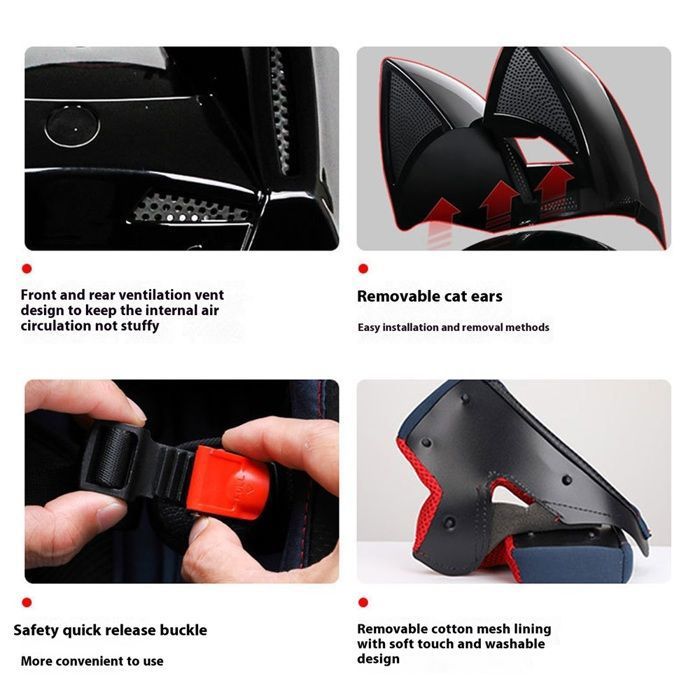 Front and rear ventilation vent
design to keep the internal air
circulation not stuffy
Removable cat ears
Easy installation and removal methods
Safety quick release buckle
More convenient to use
Removable cotton mesh lining
with soft touch and washable
design